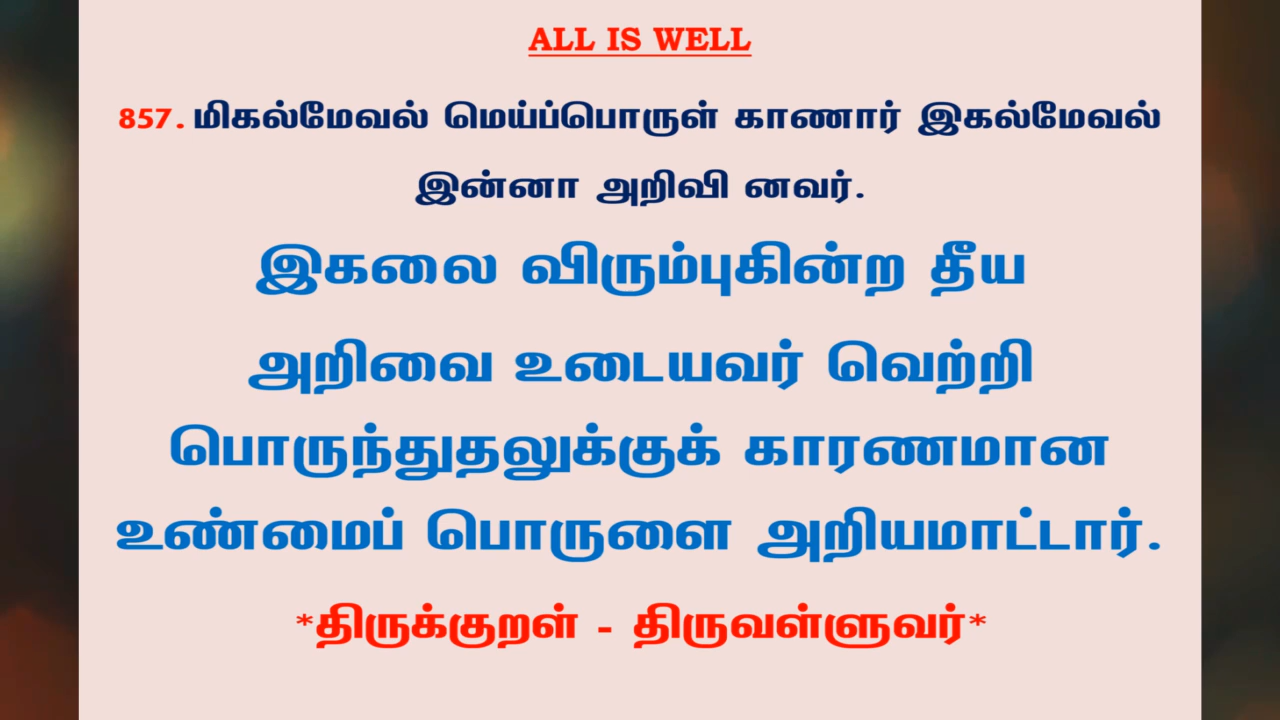 ALL IS WELL
857. மிகல்மேவல் மெய்ப்பொருள் காணார் இகல்மேவல்
இன்னா அறிவி னவர்.
இகலை விரும்புகின்ற தீய
அறிவை உடையவர் வெற்றி
பொருந்துதலுக்குக் காரணமான
உண்மைப் பொருளை அறியமாட்டார்.
*திருக்குறள் - திருவள்ளுவர்*